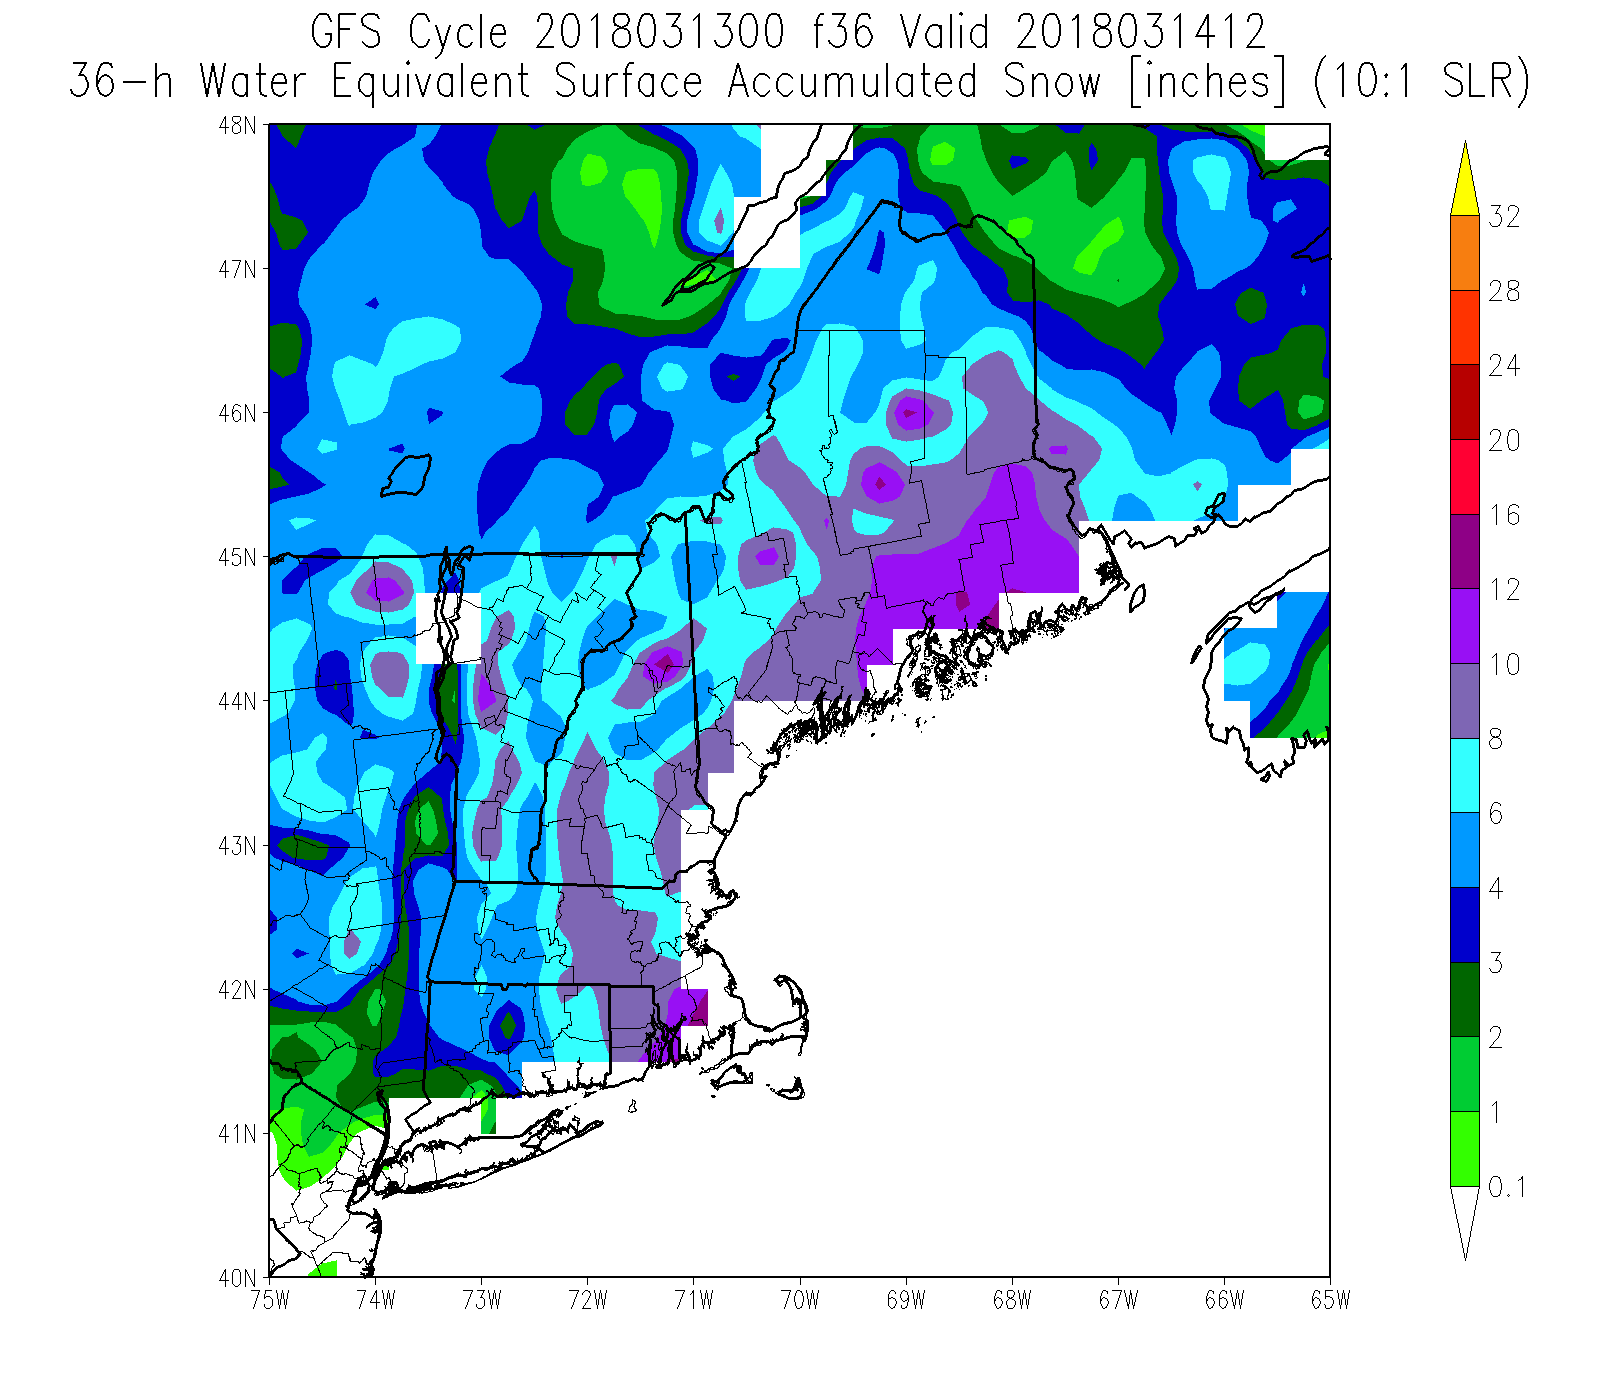 GFS Cycle 2018031300 f36 Valid 2018031412
36-h Water Equivalent Surface Accumulated Snow [inches] (10:1 SLR)
48N
47N
46N
45N
44N
43N
42N
41N
40N
75W 74W 73W 72W 71W 70W 69W 68W 67W 66W 65W
32
28
24
20
16
12
10
8
6
4
3
2
1
0.1